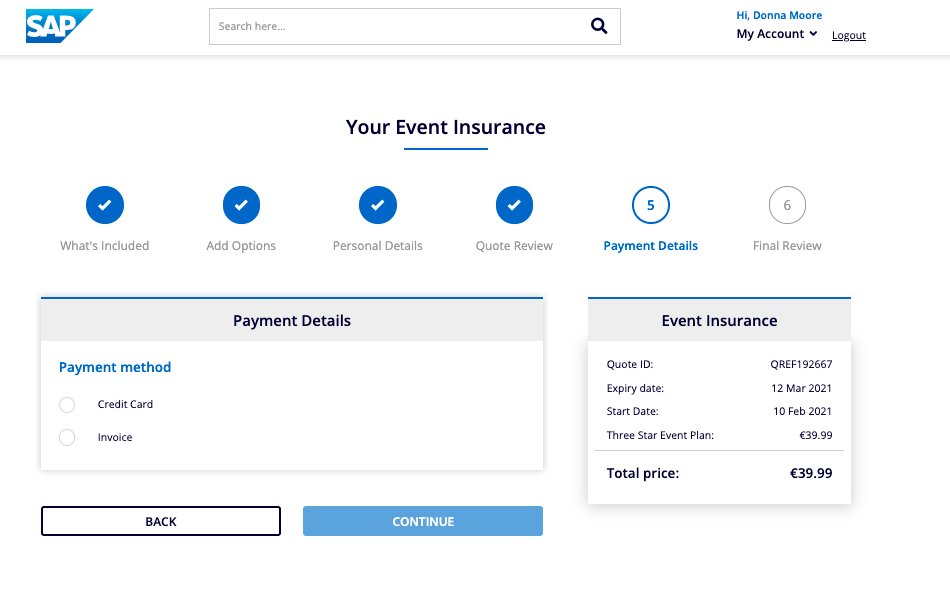 SAP
Search here...
Hi, Donna Moore
My Account
Logout
Your Event Insurance
5
6
What's Included
Add Options
Personal Details
Quote Review
Payment Details
Final Review
Payment Details
Payment method
Credit Card
Invoice
BACK
CONTINUE
Event Insurance
Quote ID: QREF192667
Expiry date: 12 Mar 2021
Start Date: 10 Feb 2021
Three Star Event Plan: €39.99
Total price: €39.99